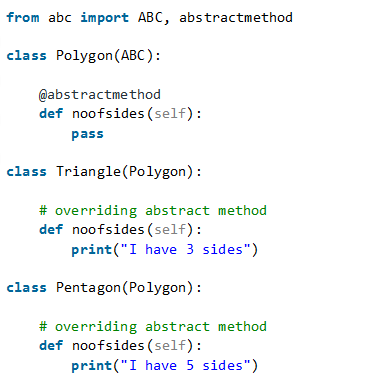 from abc import ABC, abstractmethod
class Polygon(ABC):
    @abstractmethod
    def noofsides(self):
        pass
class Triangle(Polygon):
    # overriding abstract method
    def noofsides(self):
        print("I have 3 sides")
class Pentagon(Polygon):
    # overriding abstract method
    def noofsides(self):
        print("I have 5 sides")